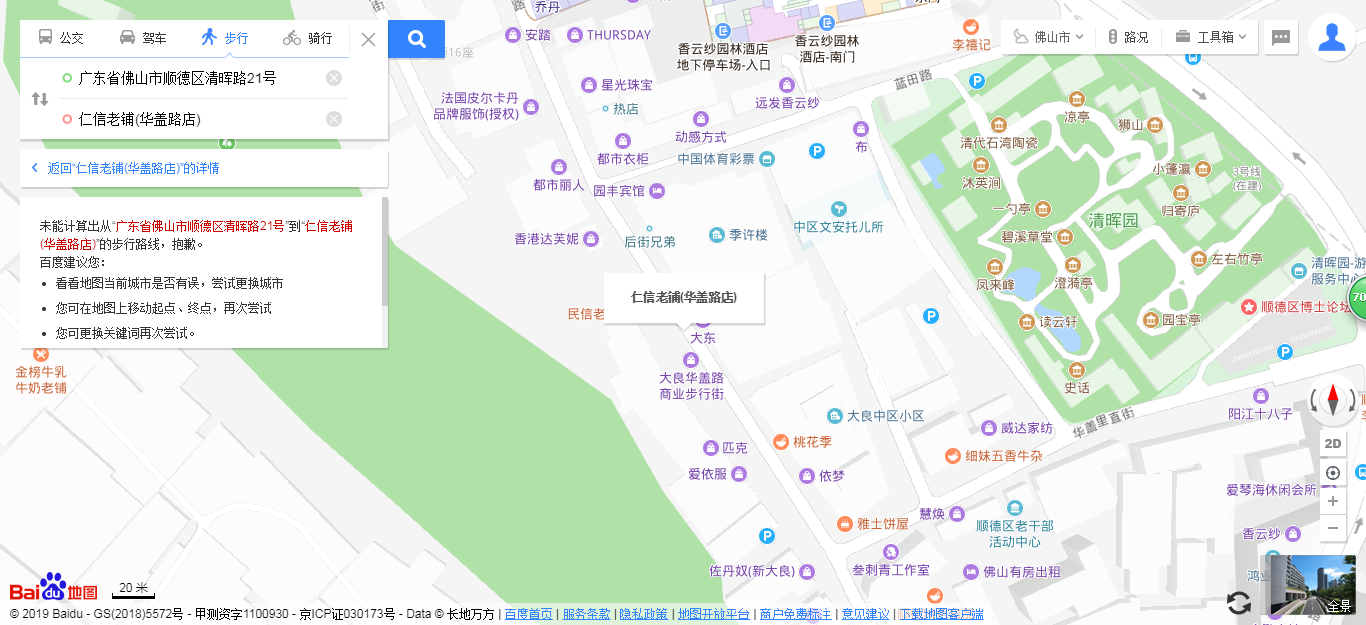 公交
驾车
步行
骑行
广东省佛山市顺德区清晖路21号
仁信老铺(华盖路店)
返回“仁信老铺(华盖路店)”的详情
未能计算出从“广东省佛山市顺德区清晖路21号”到“仁信老铺
(华盖路店)”的步行路线，抱歉。
百度建议您：
看看地图当前城市是否有误，尝试更换城市
您可在地图上移动起点、终点，再次尝试
您可更换关键词再次尝试。
佛山市
路况
工具箱
乔丹
安踏
THURSDAY
16座
香云纱园林酒店
地下停车场-入口
香云纱园林
酒店-南门
李禧记
星光珠宝
热店
法国皮尔卡丹
品牌服饰(授权)
远发香云纱
蓝田路
动感方式
都市衣柜
中国体育彩票
布
都市丽人
园丰宾馆
中区文安托儿所
香港达芙妮
后街兄弟
季许楼
凉亭
狮山
清代石湾陶瓷
沐英涧
小蓬瀛
3号线
(在建)
一勺亭
归寄庐
清晖园
碧溪草堂
左右竹亭
清晖园-游
服务中心
凤来峰
澄漪亭
读云轩
园宝亭
顺德区博士论坛
70
史话
仁信老铺(华盖路店)
民信老
大东
大良华盖路
商业步行街
金榜牛乳
牛奶老铺
大良中区小区
威达家纺
华盖里直街
阳江十八子
匹克
桃花季
细妹五香牛杂
爱依服
依梦
爱琴海休闲会所
2D
慧焕
雅士饼屋
顺德区老干部
活动中心
香云纱
佐丹奴(新大良)
叁刺青工作室
佛山有房出租
鸿业
全景
Baidu地图
20 米
© 2019 Baidu - GS(2018)5572号 - 甲测资字1100930 - 京ICP证030173号 - Data © 长地万方 | 百度首页 | 服务条款 | 隐私政策 | 地图开放平台 | 商户免费标注 | 意见建议 | 下载地图客户端